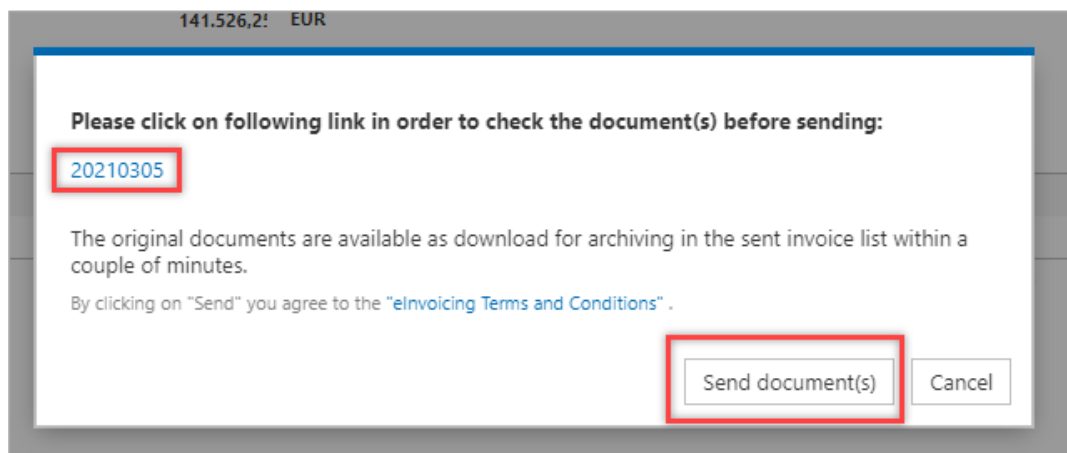 141.526,2! EUR
Please click on following link in order to check the document(s) before sending:
20210305
The original documents are available as download for archiving in the sent invoice list within a
couple of minutes.
By clicking on "Send" you agree to the "eInvoicing Terms and Conditions" .
Send document(s) Cancel